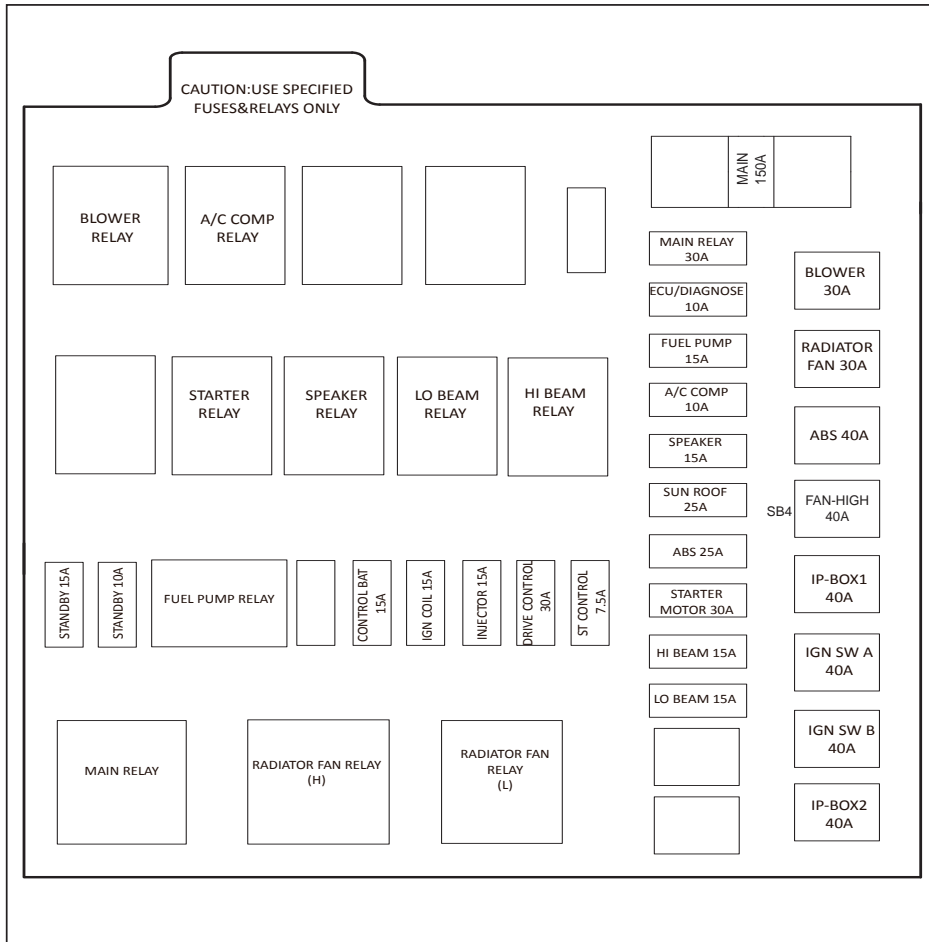 CAUTION:USE SPECIFIED
FUSES&RELAYS ONLY
MAIN
150A
BLOWER
RELAY
A/C COMP
RELAY
MAIN RELAY
30A
ECU/DIAGNOSE
10A
FUEL PUMP
15A
A/C COMP
10A
SPEAKER
15A
SUN ROOF
25A
ABS 25A
STARTER
MOTOR 30A
HI BEAM 15A
LO BEAM 15A
BLOWER
30A
RADIATOR
FAN 30A
ABS 40A
SB4
FAN-HIGH
40A
IP-BOX1
40A
IGN SW A
40A
IGN SW B
40A
IP-BOX2
40A
STARTER
RELAY
SPEAKER
RELAY
LO BEAM
RELAY
HI BEAM
RELAY
STANDBY 15A
STANDBY 10A
FUEL PUMP RELAY
CONTROL BAT
15A
IGN COIL 15A
INJECTOR 15A
DRIVE CONTROL
30A
ST CONTROL
7.5A
MAIN RELAY
RADIATOR FAN RELAY
(H)
RADIATOR FAN
RELAY
(L)